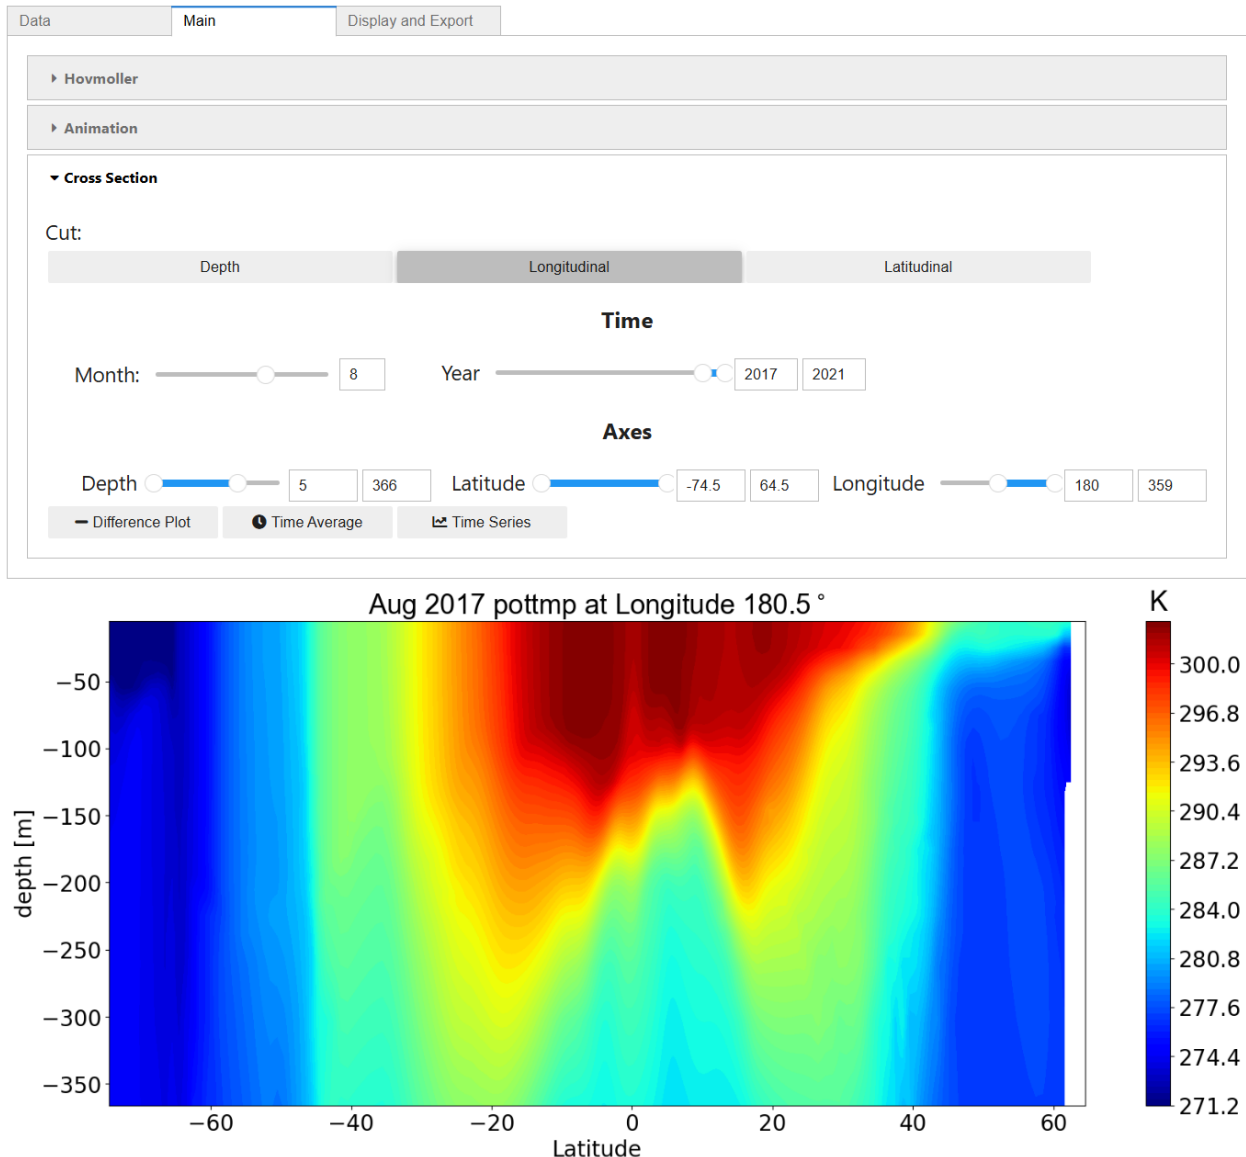 Data Main Display and Export
Hovmoller
Animation
Cross Section
Cut:
Depth Longitudinal Latitudinal
Time
Month: 8 Year 2017 2021
Axes
Depth 5 366 Latitude -74.5 64.5 Longitude 180 359
Difference Plot Time Average Time Series
Aug 2017 pottmp at Longitude 180.5° K
depth [m]
−50
−100
−150
−200
−250
−300
−350
−60 −40 −20 0 20 40 60
Latitude
300.0
296.8
293.6
290.4
287.2
284.0
280.8
277.6
274.4
271.2